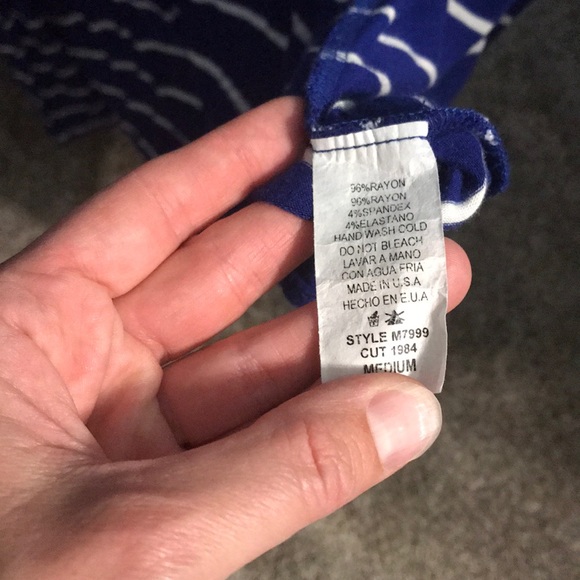 96%RAYON
96%RAYON
4%SPANDEX
4%ELASTANO
HAND WASH COLD
DO NOT BLEACH
LAVAR A MANO
CON AGUA FRIA
MADE IN U.S.A
HECHO EN E.U.A
STYLE M7999
CUT 1984
MEDIUM